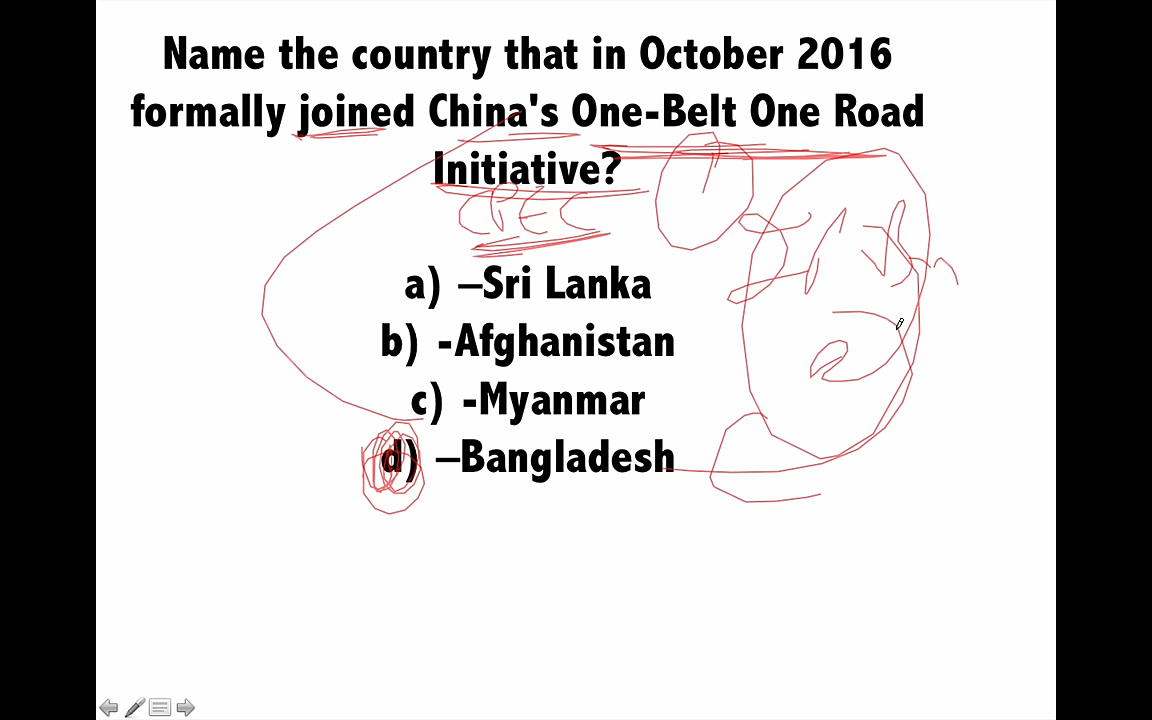 Name the country that in October 2016
formally joined China's One-Belt One Road
Initiative?
CPEC
a) –Sri Lanka
b) -Afghanistan
c) -Myanmar
d) –Bangladesh